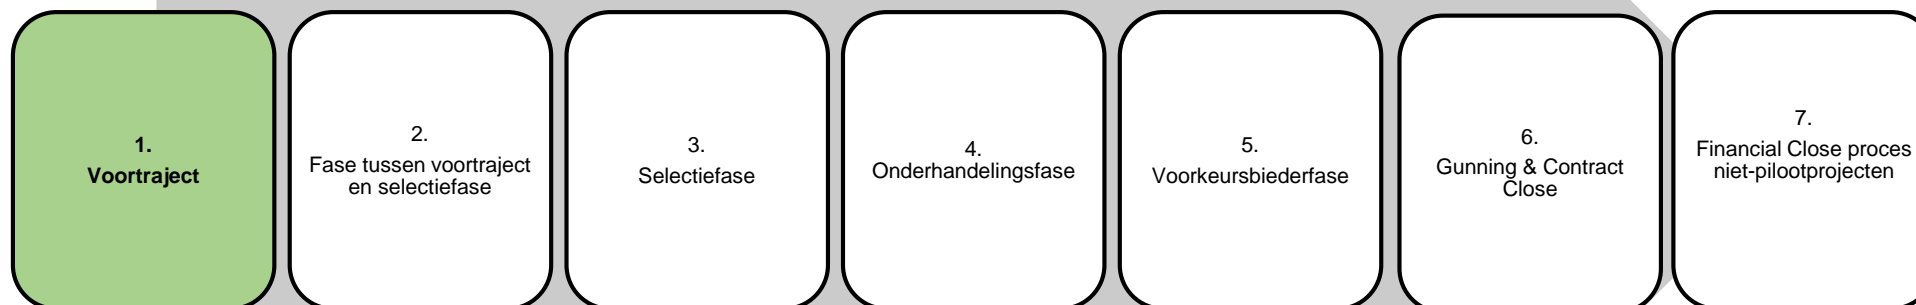 1.
Voortraject
2.
Fase tussen voortraject
en selectiefase
3.
Selectiefase
4.
Onderhandelingsfase
5.
Voorkeursbiederfase
6.
Gunning & Contract
Close
7.
Financial Close proces
niet-pilootprojecten